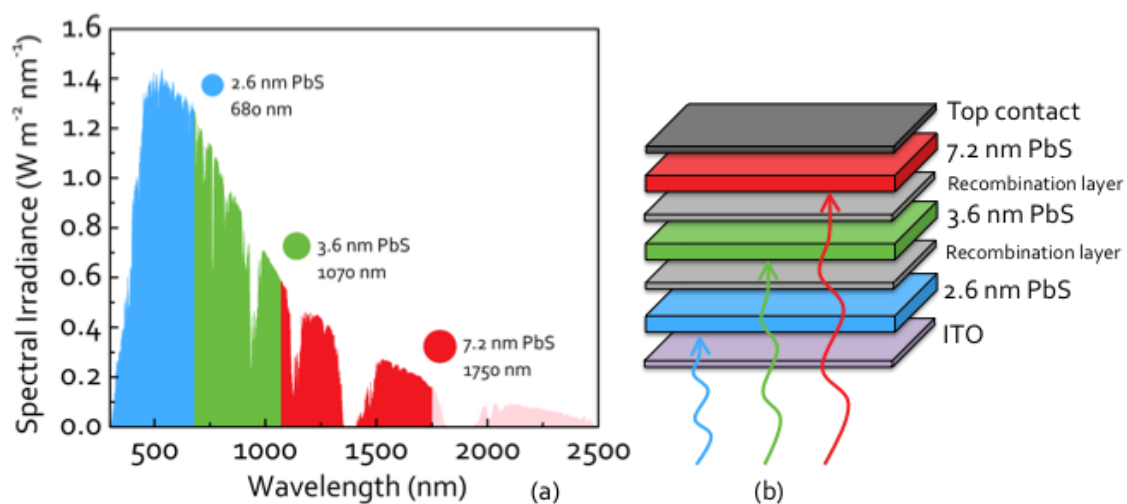 1.6
1.4
1.2
1.0
0.8
0.6
0.4
0.2
0.0
Spectral Irradiance (W m⁻² nm⁻¹)
2.6 nm PbS
680 nm
3.6 nm PbS
1070 nm
7.2 nm PbS
1750 nm
500
1000
1500
2000
2500
Wavelength (nm)
(a)
Top contact
7.2 nm PbS
Recombination layer
3.6 nm PbS
Recombination layer
2.6 nm PbS
ITO
(b)